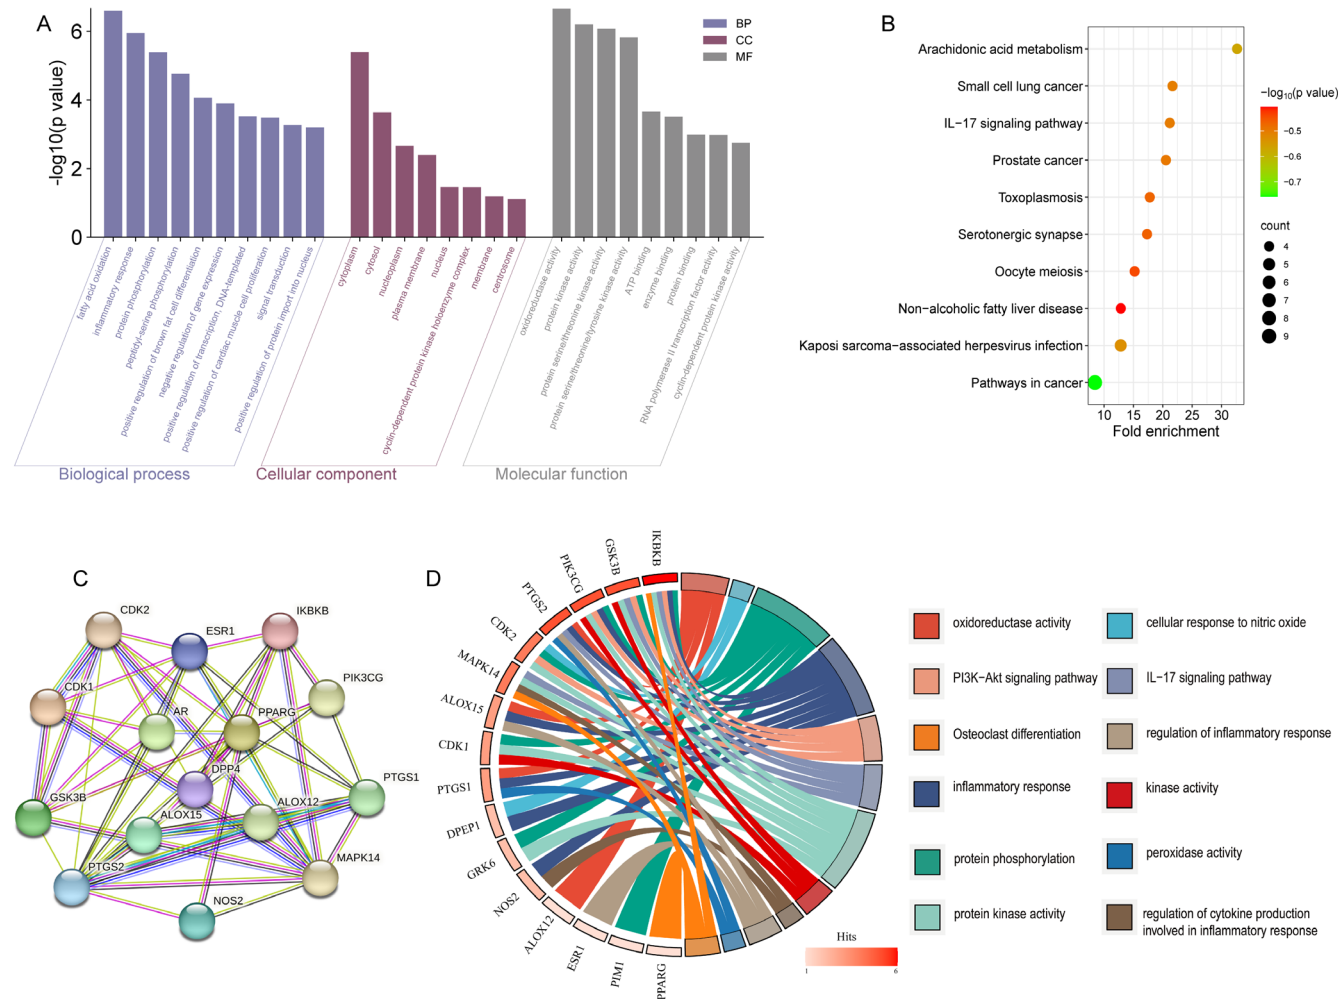 A
6
4
2
0
-log10(p value)
BP
CC
MF
fatty acid oxidation
inflammatory response
protein phosphorylation
peptidyl-serine phosphorylation
positive regulation of brown fat cell differentiation
negative regulation of gene expression
positive regulation of transcription, DNA-templated
positive regulation of cardiac muscle cell proliferation
signal transduction
positive regulation of protein import into nucleus
cytoplasm
cytosol
nucleoplasm
plasma membrane
nucleus
cyclin-dependent protein kinase holoenzyme complex
membrane
centrosome
oxidoreductase activity
protein kinase activity
protein serine/threonine kinase activity
protein serine/threonine/tyrosine kinase activity
ATP binding
enzyme binding
protein binding
RNA polymerase II transcription factor activity
cyclin-dependent protein kinase activity
Biological process
Cellular component
Molecular function
B
Arachidonic acid metabolism
Small cell lung cancer
IL−17 signaling pathway
Prostate cancer
Toxoplasmosis
Serotonergic synapse
Oocyte meiosis
Non−alcoholic fatty liver disease
Kaposi sarcoma−associated herpesvirus infection
Pathways in cancer
10 15 20 25 30
Fold enrichment
−log₁₀(p value)
−0.5
−0.6
−0.7
count
4
5
6
7
8
9
C
CDK2
IKBKB
ESR1
PIK3CG
CDK1
AR
PPARG
DPP4
PTGS1
GSK3B
ALOX12
ALOX15
MAPK14
PTGS2
NOS2
D
IKBKB
GSK3B
PIK3CG
PTGS2
CDK2
MAPK14
ALOX15
CDK1
PTGS1
DPEP1
GRK6
NOS2
ALOX12
ESR1
PIM1
PPARG
Hits
1 6
oxidoreductase activity
cellular response to nitric oxide
PI3K−Akt signaling pathway
IL−17 signaling pathway
Osteoclast differentiation
regulation of inflammatory response
inflammatory response
kinase activity
protein phosphorylation
peroxidase activity
protein kinase activity
regulation of cytokine production
involved in inflammatory response